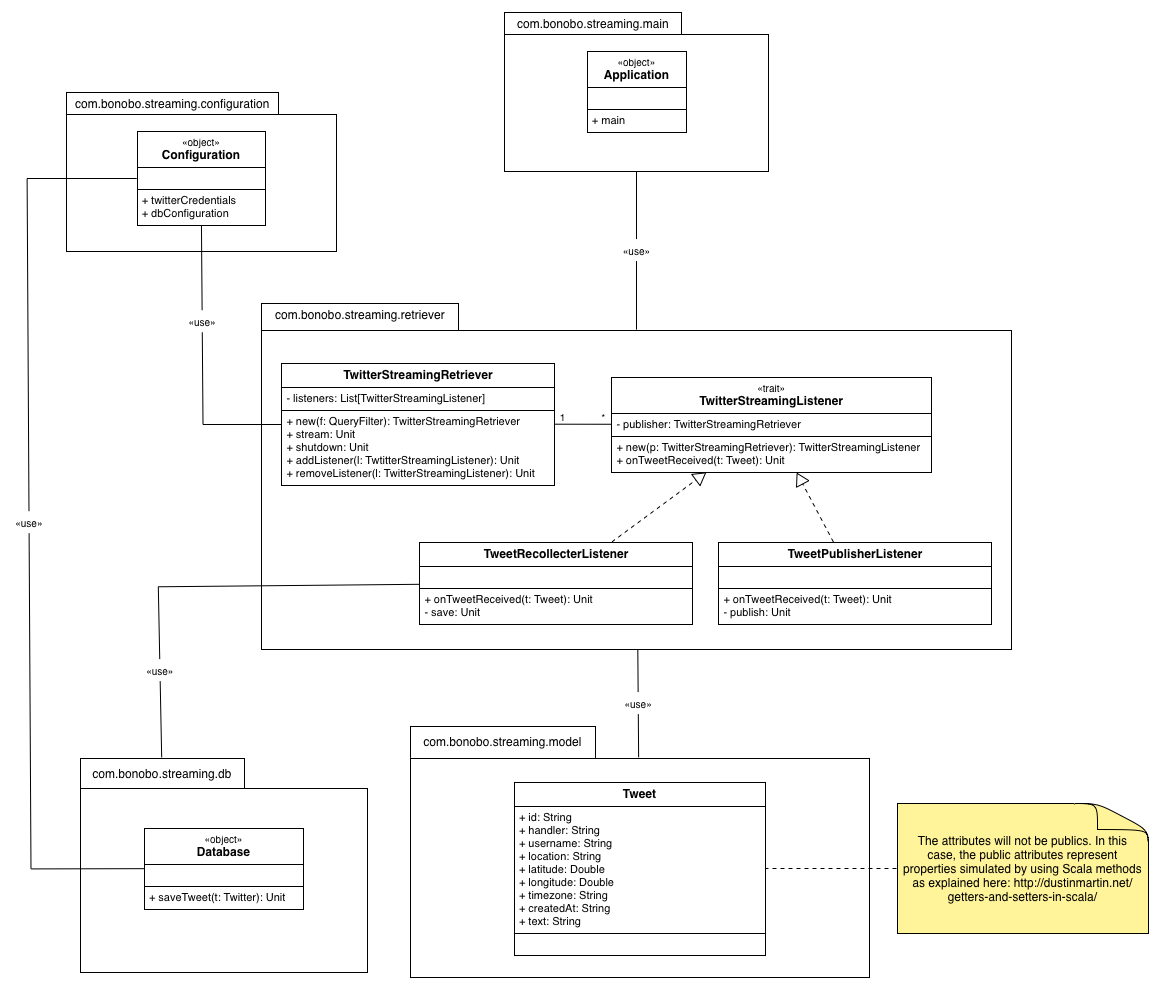 com.bonobo.streaming.main
«object»
Application
+ main
com.bonobo.streaming.configuration
«object»
Configuration
+ twitterCredentials
+ dbConfiguration
«use»
«use»
com.bonobo.streaming.retriever
TwitterStreamingRetriever
- listeners: List[TwitterStreamingListener]
+ new(f: QueryFilter): TwitterStreamingRetriever
+ stream: Unit
+ shutdown: Unit
+ addListener(l: TwtitterStreamingListener): Unit
+ removeListener(l: TwitterStreamingListener): Unit
1
*
«trait»
TwitterStreamingListener
- publisher: TwitterStreamingRetriever
+ new(p: TwitterStreamingRetriever): TwitterStreamingListener
+ onTweetReceived(t: Tweet): Unit
«use»
TweetRecollecterListener
+ onTweetReceived(t: Tweet): Unit
- save: Unit
TweetPublisherListener
+ onTweetReceived(t: Tweet): Unit
- publish: Unit
«use»
«use»
com.bonobo.streaming.db
«object»
Database
+ saveTweet(t: Twitter): Unit
com.bonobo.streaming.model
Tweet
+ id: String
+ handler: String
+ username: String
+ location: String
+ latitude: Double
+ longitude: Double
+ timezone: String
+ createdAt: String
+ text: String
The attributes will not be publics. In this
case, the public attributes represent
properties simulated by using Scala methods
as explained here: http://dustinmartin.net/
getters-and-setters-in-scala/